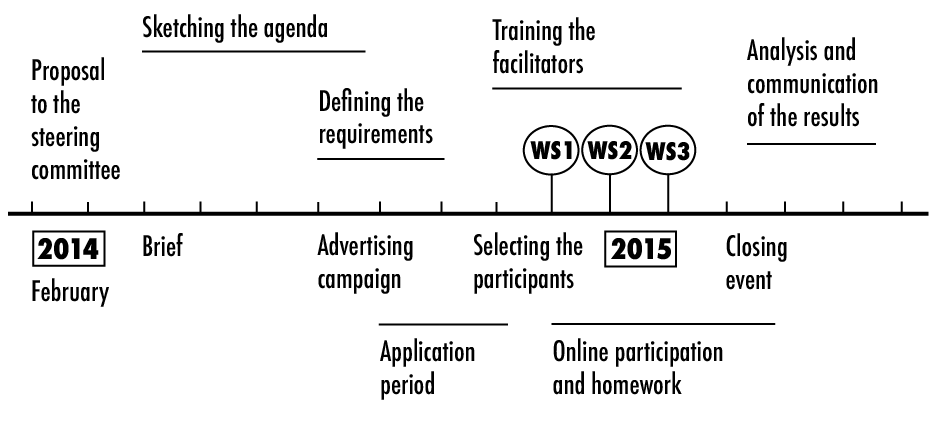 Sketching the agenda
Training the
facilitators
Analysis and
communication
of the results
Proposal
to the
steering
committee
Defining the
requirements
WS1
WS2
WS3
2014
February
Brief
Advertising
campaign
Selecting the
participants
2015
Closing
event
Application
period
Online participation
and homework